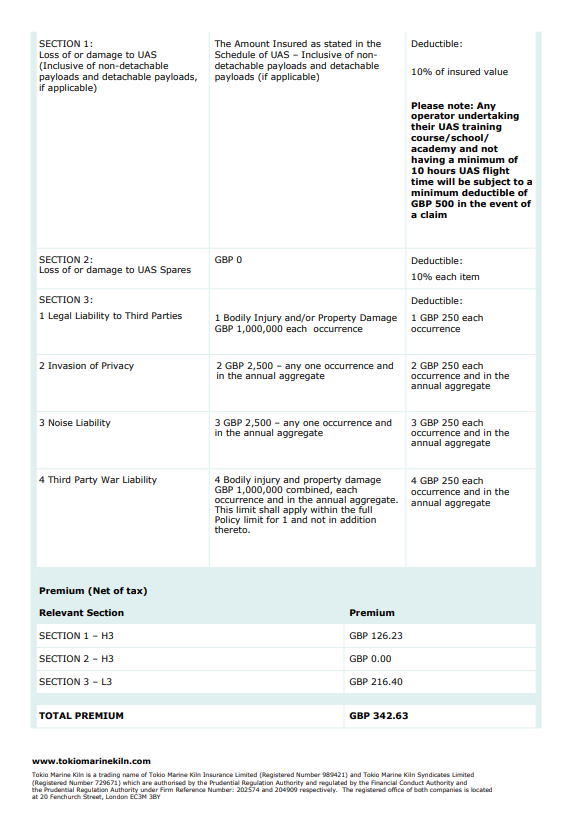 SECTION 1:
Loss of or damage to UAS
(Inclusive of non-detachable
payloads and detachable payloads,
if applicable)
The Amount Insured as stated in the
Schedule of UAS – Inclusive of non-
detachable payloads and detachable
payloads (if applicable)
Deductible:
10% of insured value
Please note: Any
operator undertaking
their UAS training
course/school/
academy and not
having a minimum of
10 hours UAS flight
time will be subject to a
minimum deductible of
GBP 500 in the event of
a claim
SECTION 2:
Loss of or damage to UAS Spares
GBP 0
Deductible:
10% each item
SECTION 3:
Deductible:
1 Legal Liability to Third Parties
1 Bodily Injury and/or Property Damage
GBP 1,000,000 each occurrence
1 GBP 250 each
occurrence
2 Invasion of Privacy
2 GBP 2,500 – any one occurrence and
in the annual aggregate
2 GBP 250 each
occurrence and in the
annual aggregate
3 Noise Liability
3 GBP 2,500 – any one occurrence and
in the annual aggregate
3 GBP 250 each
occurrence and in the
annual aggregate
4 Third Party War Liability
4 Bodily injury and property damage
GBP 1,000,000 combined, each
occurrence and in the annual aggregate.
This limit shall apply within the full
Policy limit for 1 and not in addition
thereto.
4 GBP 250 each
occurrence and in the
annual aggregate
Premium (Net of tax)
Relevant Section Premium
SECTION 1 – H3 GBP 126.23
SECTION 2 – H3 GBP 0.00
SECTION 3 – L3 GBP 216.40
TOTAL PREMIUM GBP 342.63
www.tokiomarinekiln.com
Tokio Marine Kiln is a trading name of Tokio Marine Kiln Insurance Limited (Registered Number 989421) and Tokio Marine Kiln Syndicates Limited
(Registered Number 729671) which are authorised by the Prudential Regulation Authority and regulated by the Financial Conduct Authority and
the Prudential Regulation Authority under Firm Reference Number: 202574 and 204909 respectively. The registered office of both companies is located
at 20 Fenchurch Street, London EC3M 3BY